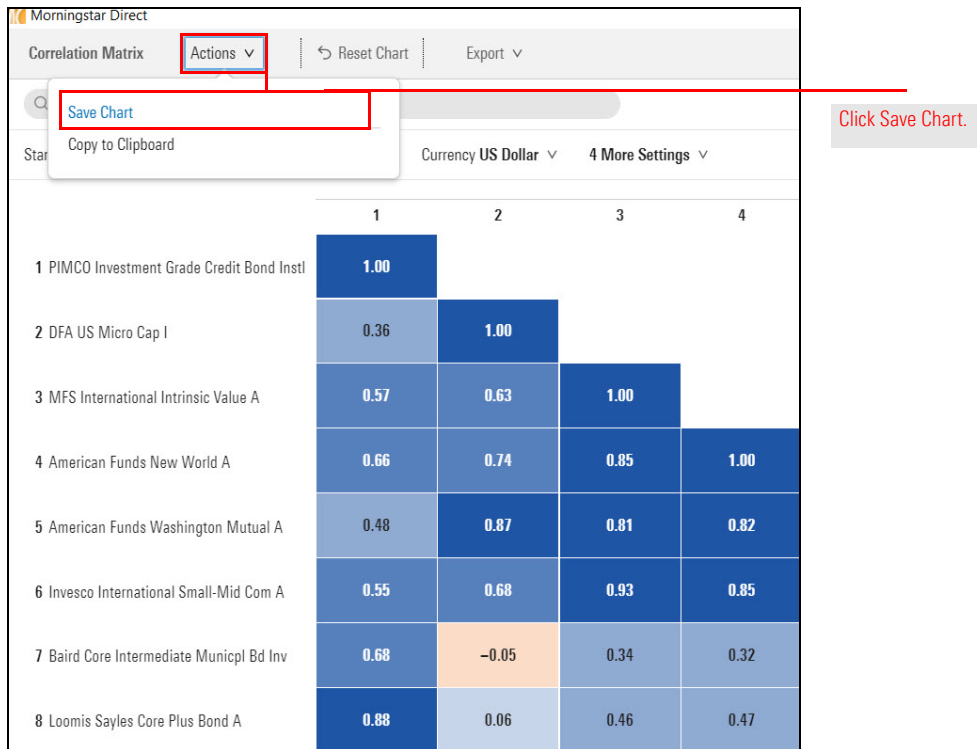 Morningstar Direct
Correlation Matrix Actions Reset Chart Export
Save Chart
Click Save Chart.
Copy to Clipboard
Star Currency US Dollar 4 More Settings
1 2 3 4
1 PIMCO Investment Grade Credit Bond Instl 1.00
2 DFA US Micro Cap I 0.36 1.00
3 MFS International Intrinsic Value A 0.57 0.63 1.00
4 American Funds New World A 0.66 0.74 0.85 1.00
5 American Funds Washington Mutual A 0.48 0.87 0.81 0.82
6 Invesco International Small-Mid Com A 0.55 0.68 0.93 0.85
7 Baird Core Intermediate Municpl Bd Inv 0.68 −0.05 0.34 0.32
8 Loomis Sayles Core Plus Bond A 0.88 0.06 0.46 0.47